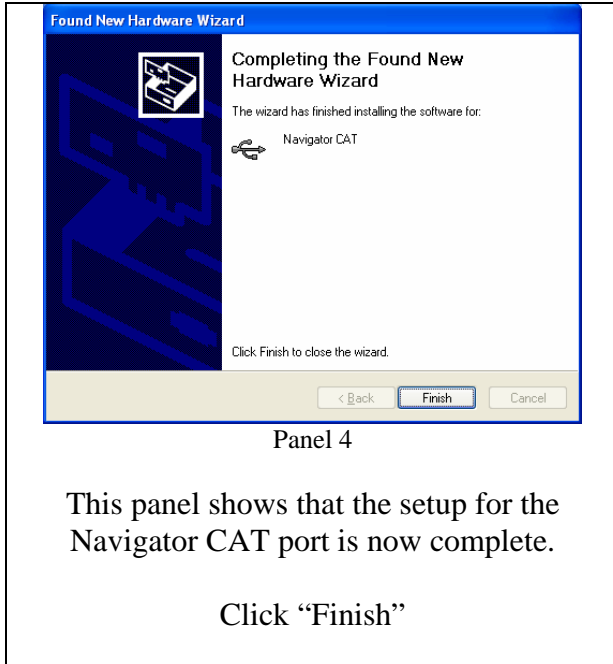 Found New Hardware Wizard
Completing the Found New
Hardware Wizard
The wizard has finished installing the software for:
Navigator CAT
Click Finish to close the wizard.
< Back
Finish
Cancel
Panel 4
This panel shows that the setup for the
Navigator CAT port is now complete.
Click “Finish”